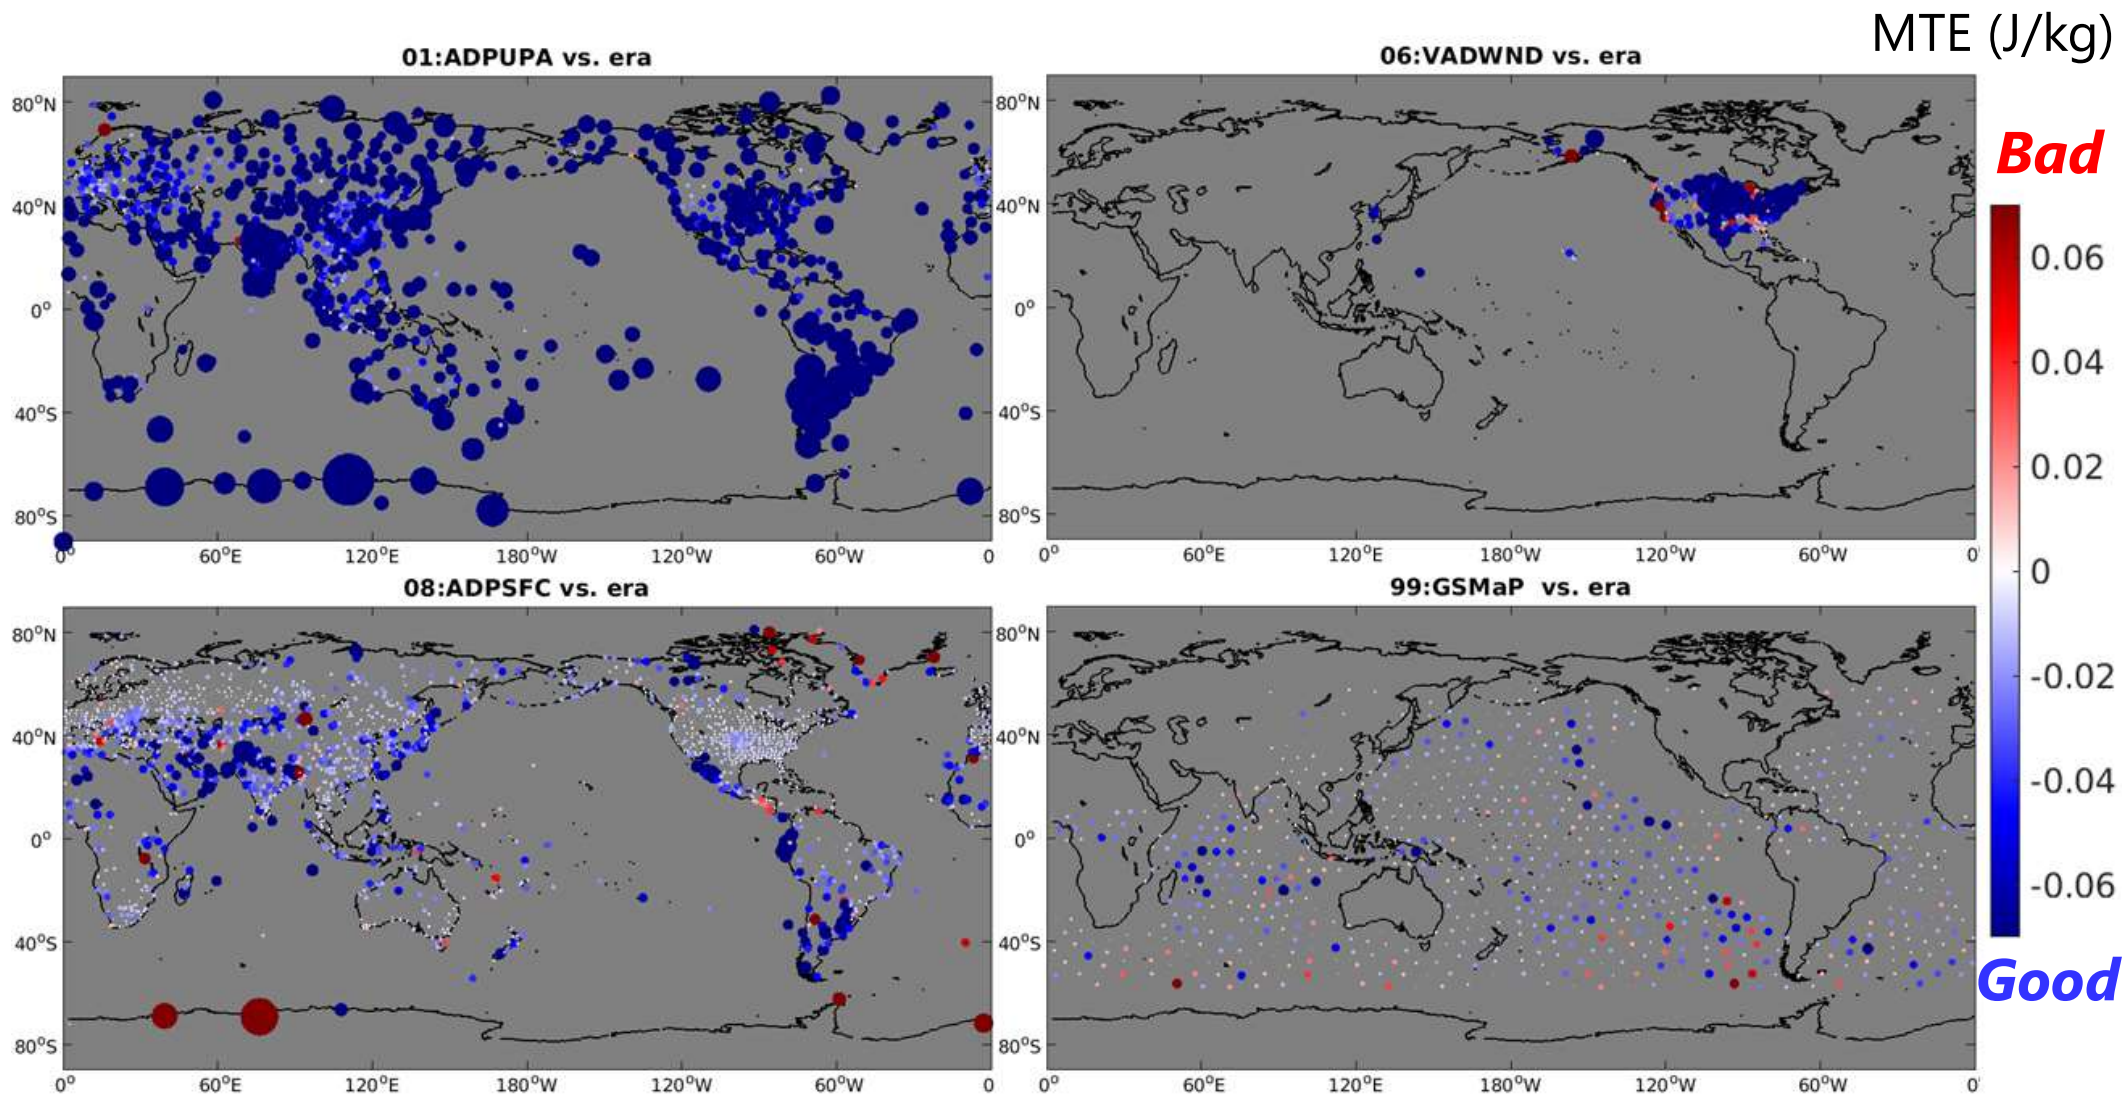 MTE (J/kg)
01:ADPUPA vs. era
06:VADWND vs. era
80°N
40°N
0°
40°S
80°S
0° 60°E 120°E 180°W 120°W 60°W 0
80°N
40°N
0°
40°S
80°S
0° 60°E 120°E 180°W 120°W 60°W 0°
08:ADPSFC vs. era
99:GSMaP vs. era
80°N
40°N
0°
40°S
80°S
0° 60°E 120°E 180°W 120°W 60°W 0
80°N
40°N
0°
40°S
80°S
0° 60°E 120°E 180°W 120°W 60°W 0
Bad
0.06
0.04
0.02
0
-0.02
-0.04
-0.06
Good